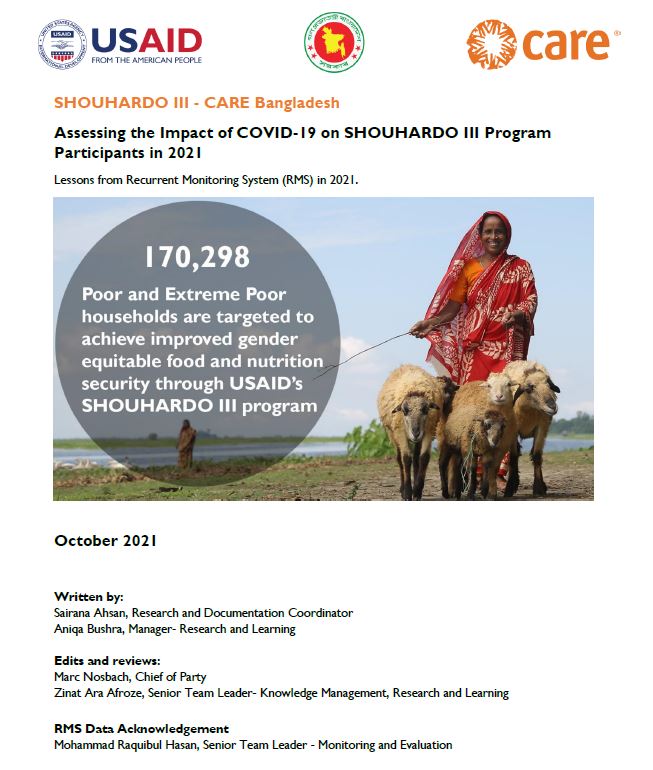 USAID
FROM THE AMERICAN PEOPLE
care®
SHOUHARDO III - CARE Bangladesh
Assessing the Impact of COVID-19 on SHOUHARDO III Program
Participants in 2021
Lessons from Recurrent Monitoring System (RMS) in 2021.
170,298
Poor and Extreme Poor
households are targeted to
achieve improved gender
equitable food and nutrition
security through USAID's
SHOUHARDO III program
October 2021
Written by:
Sairana Ahsan, Research and Documentation Coordinator
Aniqa Bushra, Manager- Research and Learning
Edits and reviews:
Marc Nosbach, Chief of Party
Zinat Ara Afroze, Senior Team Leader- Knowledge Management, Research and Learning
RMS Data Acknowledgement
Mohammad Raquibul Hasan, Senior Team Leader - Monitoring and Evaluation